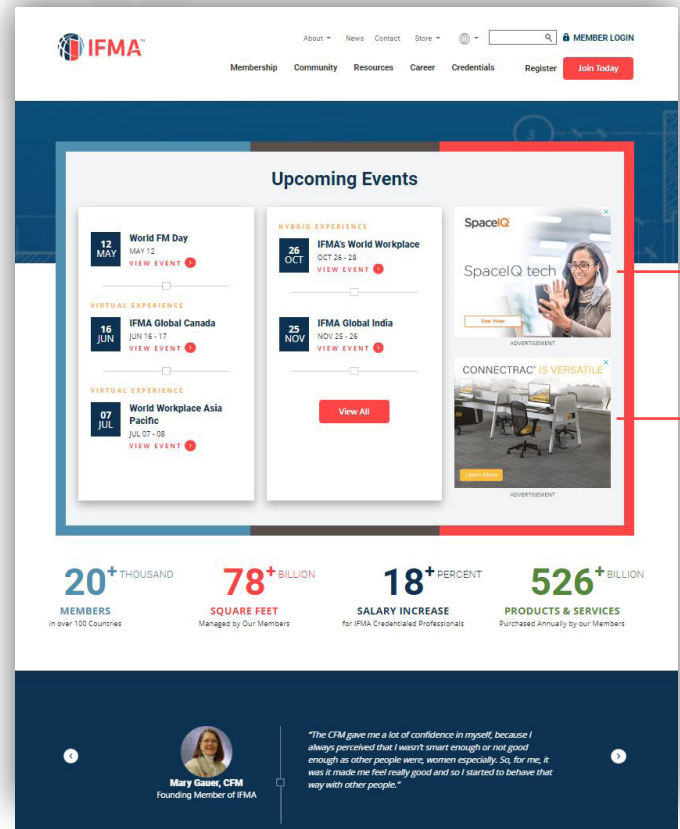 IFMA™
About News Contact Store
MEMBER LOGIN
Membership Community Resources Career Credentials Register Join Today
3
Upcoming Events
12 MAY
World FM Day
MAY 12
VIEW EVENT
VIRTUAL EXPERIENCE
16 JUN
IFMA Global Canada
JUN 16 - 17
VIEW EVENT
VIRTUAL EXPERIENCE
07 JUL
World Workplace Asia
Pacific
JUL 07 - 08
VIEW EVENT
HYBRID EXPERIENCE
26 OCT
IFMA's World Workplace
OCT 26 - 28
VIEW EVENT
25 NOV
IFMA Global India
NOV 25 - 26
VIEW EVENT
View All
SpaceIQ
SpaceIQ tech
See Now
ADVERTISEMENT
CONNECTRAC® IS VERSATILE
Learn More
ADVERTISEMENT
20+ THOUSAND
MEMBERS
in over 100 Countries
78+ BILLION
SQUARE FEET
Managed by Our Members
18+ PERCENT
SALARY INCREASE
for IFMA Credentialed Professionals
526+ BILLION
PRODUCTS & SERVICES
Purchased Annually by our Members
Mary Gauer, CFM
Founding Member of IFMA
"The CFM gave me a lot of confidence in myself, because I
always perceived that I wasn't smart enough or not good
enough as other people were, women especially. So, for me, it
was it made me feel really good and so I started to behave that
way with other people."